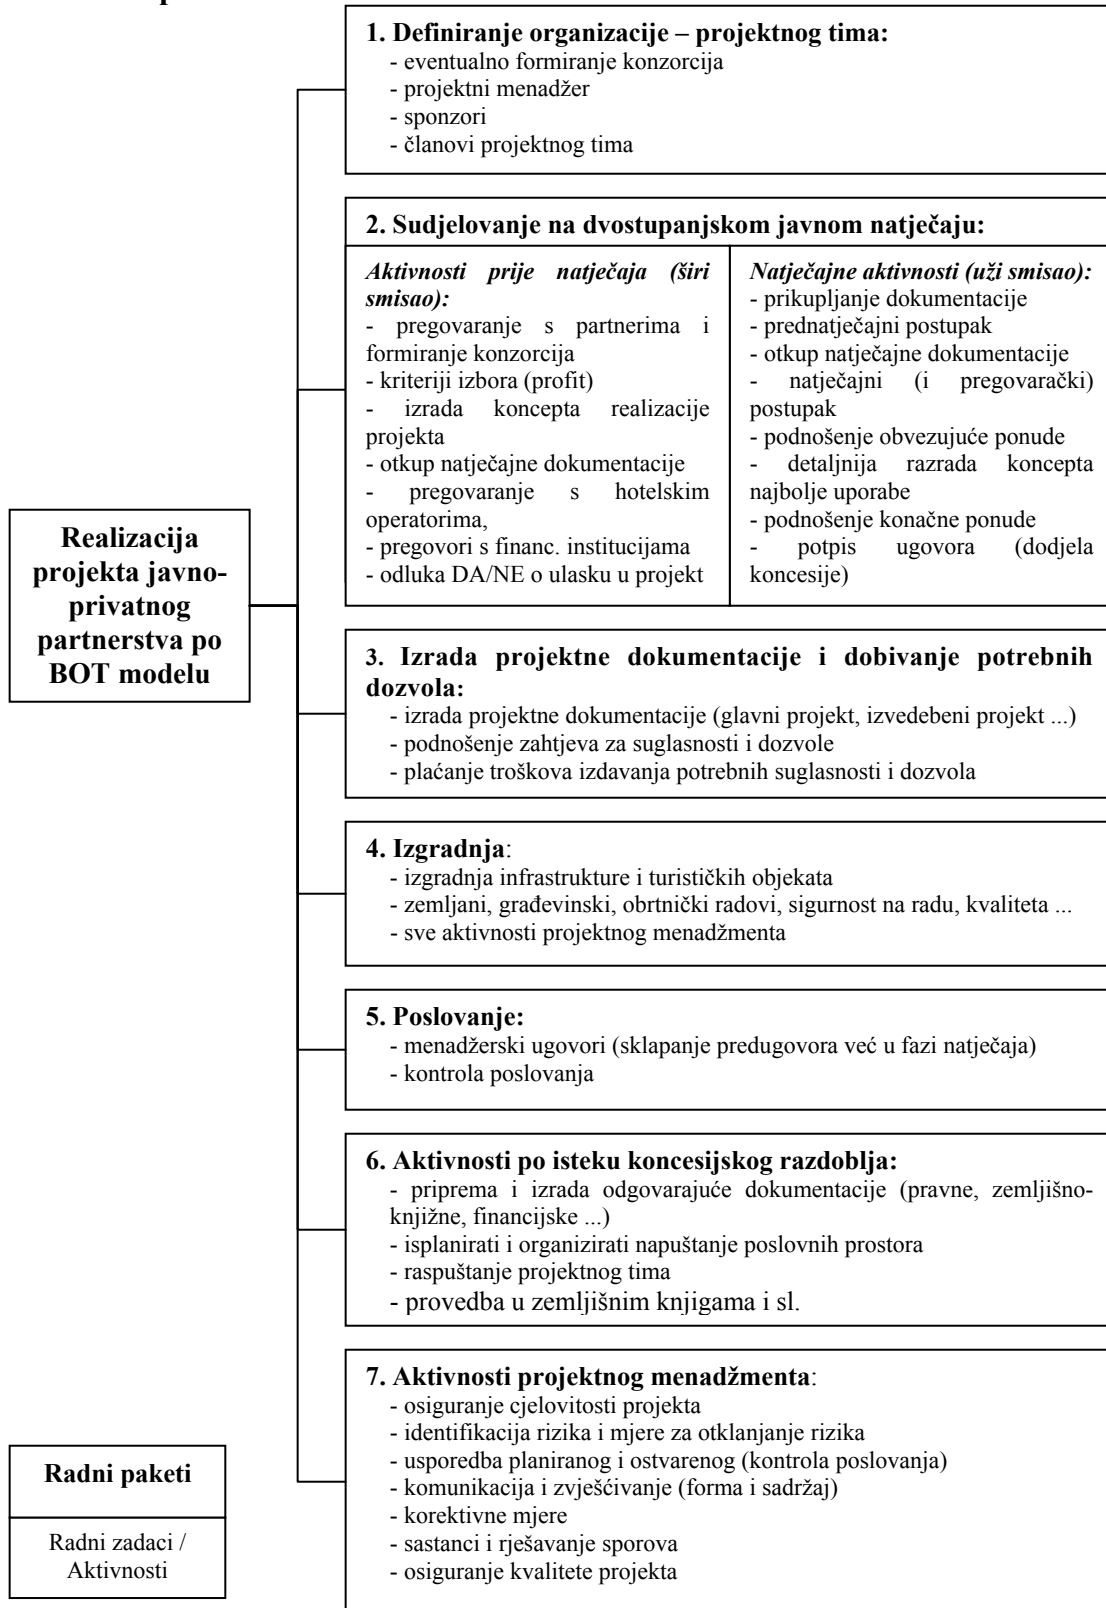 1. Definiranje organizacije – projektnog tima:
- eventualno formiranje konzorcija
- projektni menadžer
- sponzori
- članovi projektnog tima
2. Sudjelovanje na dvostupanjskom javnom natječaju:
Aktivnosti prije natječaja (širi
smisao):
- pregovaranje s partnerima i
formiranje konzorcija
- kriteriji izbora (profit)
- izrada koncepta realizacije
projekta
- otkup natječajne dokumentacije
- pregovaranje s hotelskim
operatorima,
- pregovori s financ. institucijama
- odluka DA/NE o ulasku u projekt
Natječajne aktivnosti (uži smisao):
- prikupljanje dokumentacije
- prednatječajni postupak
- otkup natječajne dokumentacije
- natječajni (i pregovarački)
postupak
- podnošenje obvezujuće ponude
- detaljnija razrada koncepta
najbolje uporabe
- podnošenje konačne ponude
- potpis ugovora (dodjela
koncesije)
Realizacija
projekta javno-
privatnog
partnerstva po
BOT modelu
3. Izrada projektne dokumentacije i dobivanje potrebnih
dozvola:
- izrada projektne dokumentacije (glavni projekt, izvedebeni projekt ...)
- podnošenje zahtjeva za suglasnosti i dozvole
- plaćanje troškova izdavanja potrebnih suglasnosti i dozvola
4. Izgradnja:
- izgradnja infrastrukture i turističkih objekata
- zemljani, građevinski, obrtnički radovi, sigurnost na radu, kvaliteta ...
- sve aktivnosti projektnog menadžmenta
5. Poslovanje:
- menadžerski ugovori (sklapanje predugovora već u fazi natječaja)
- kontrola poslovanja
6. Aktivnosti po isteku koncesijskog razdoblja:
- priprema i izrada odgovarajuće dokumentacije (pravne, zemljišno-
knjižne, financijske ...)
- isplanirati i organizirati napuštanje poslovnih prostora
- raspuštanje projektnog tima
- provedba u zemljišnim knjigama i sl.
7. Aktivnosti projektnog menadžmenta:
- osiguranje cjelovitosti projekta
- identifikacija rizika i mjere za otklanjanje rizika
- usporedba planiranog i ostvarenog (kontrola poslovanja)
- komunikacija i zvješćivanje (forma i sadržaj)
- korektivne mjere
- sastanci i rješavanje sporova
- osiguranje kvalitete projekta
Radni paketi
Radni zadaci /
Aktivnosti